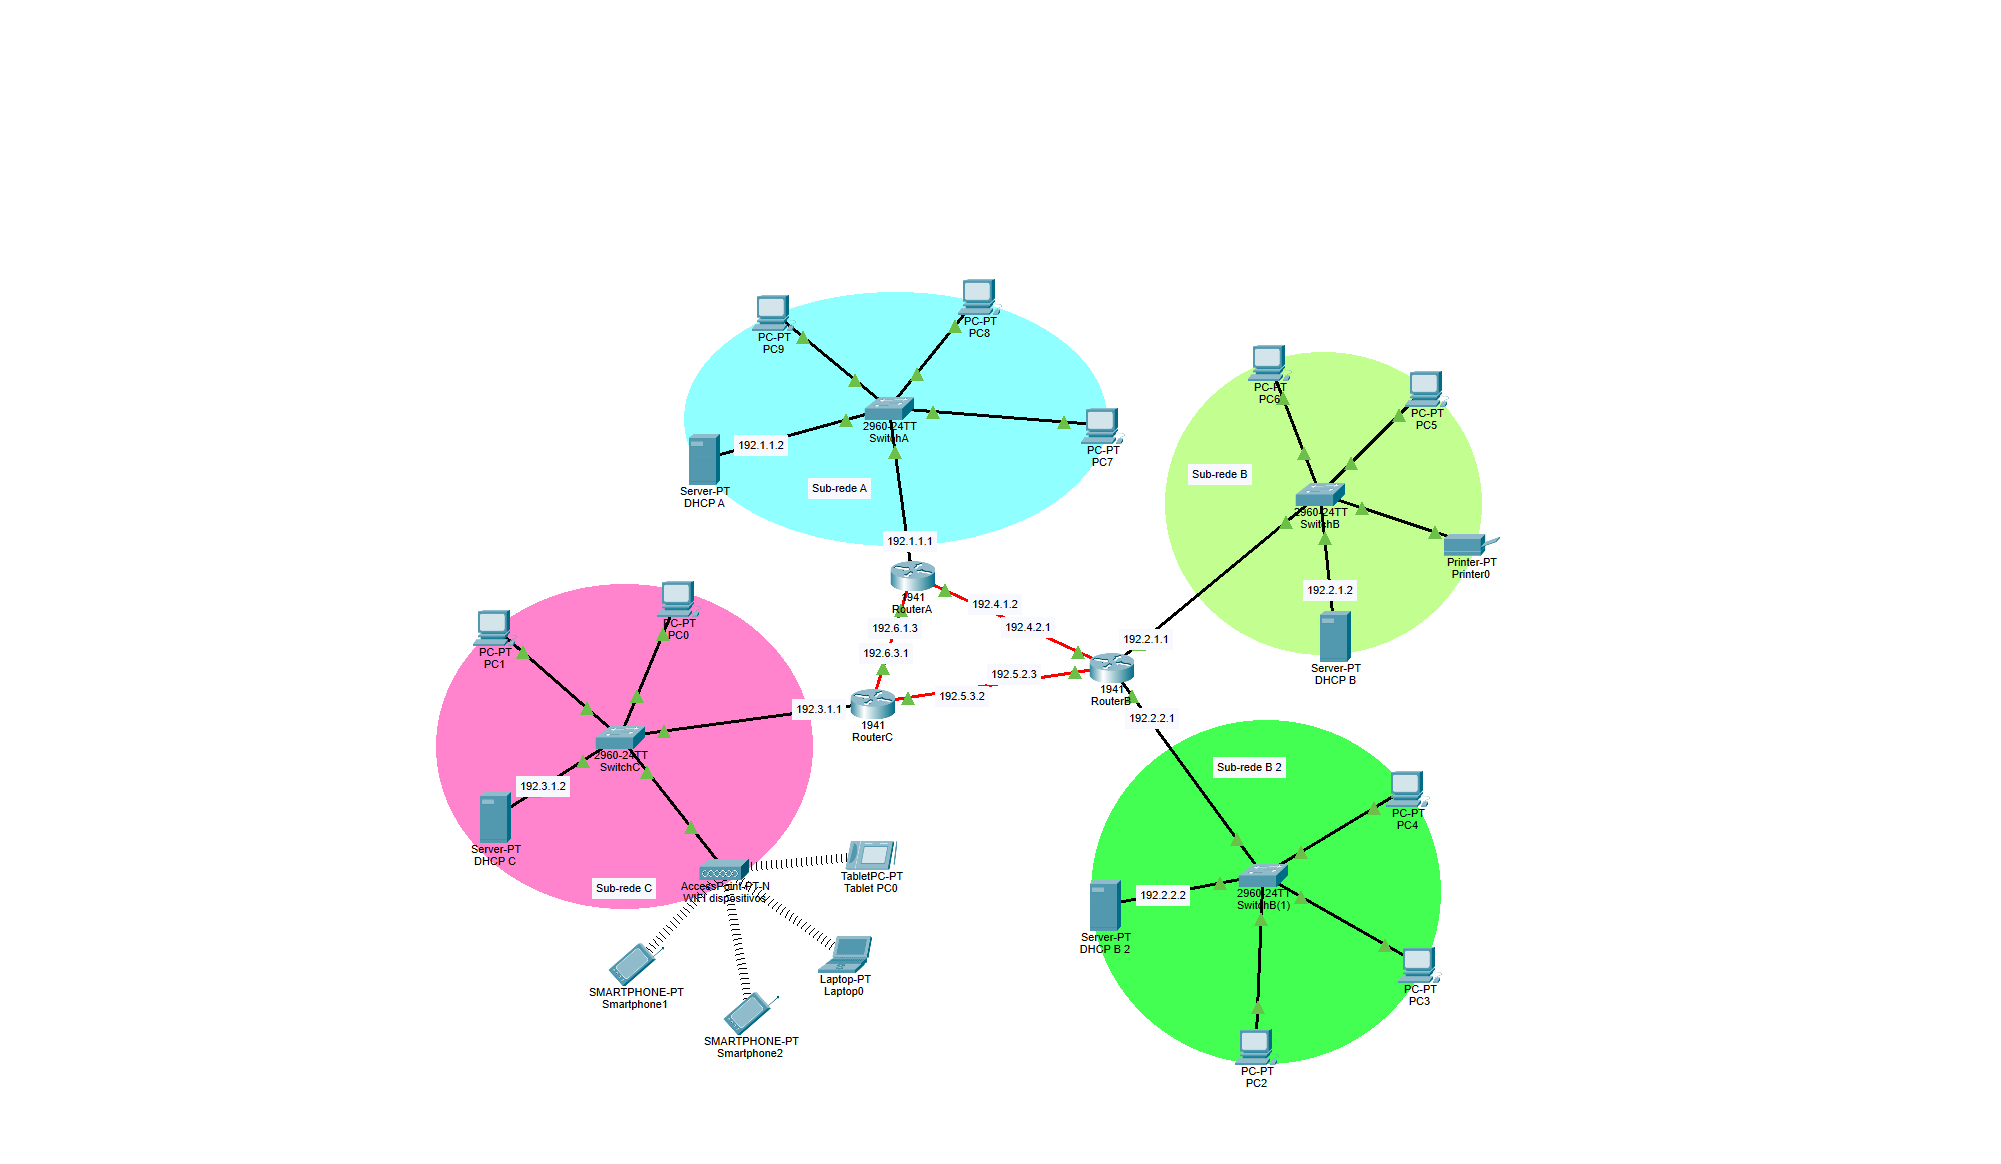 PC-PT
PC9
PC-PT
PC8
2960-24TT
SwitchA
PC-PT
PC7
192.1.1.2
Server-PT
DHCP A
Sub-rede A
192.1.1.1
1941
RouterA
PC-PT
PC6
PC-PT
PC5
Sub-rede B
2960-24TT
SwitchB
Printer-PT
Printer0
192.2.1.2
Server-PT
DHCP B
192.4.1.2
192.4.2.1
192.6.1.3
192.6.3.1
192.2.1.1
192.5.2.3
192.5.3.2
1941
RouterB
192.2.2.1
1941
RouterC
192.3.1.1
PC-PT
PC0
PC-PT
PC1
2960-24TT
SwitchC
192.3.1.2
Server-PT
DHCP C
Sub-rede C
AccessPoint-PT-N
WIFI dispositivos
TabletPC-PT
Tablet PC0
Laptop-PT
Laptop0
SMARTPHONE-PT
Smartphone1
SMARTPHONE-PT
Smartphone2
Sub-rede B 2
PC-PT
PC4
2960-24TT
SwitchB(1)
192.2.2.2
Server-PT
DHCP B 2
PC-PT
PC3
PC-PT
PC2